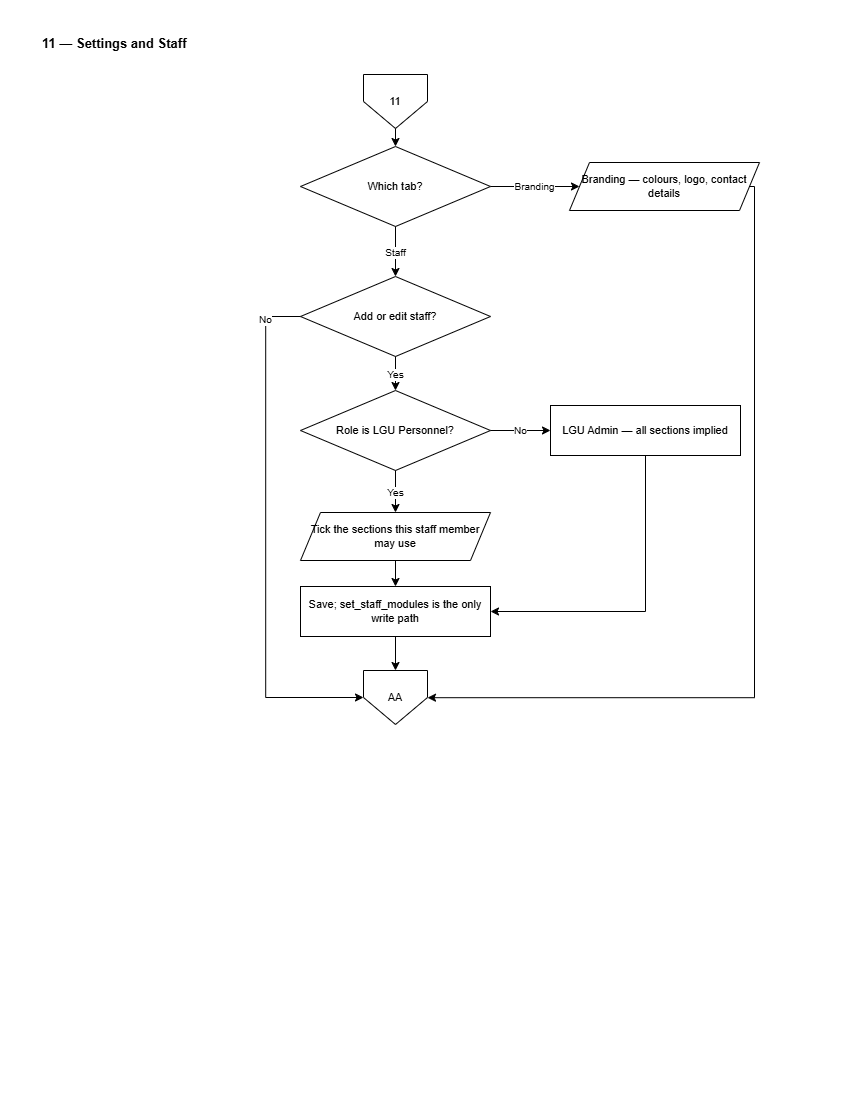 11 — Settings and Staff
11
Which tab?
Branding
Branding — colours, logo, contact
details
Staff
Add or edit staff?
No
Yes
Role is LGU Personnel?
No
LGU Admin — all sections implied
Yes
Tick the sections this staff member
may use
Save; set_staff_modules is the only
write path
AA